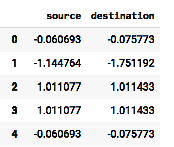 source destination
0 -0.060693 -0.075773
1 -1.144764 -1.751192
2 1.011077 1.011433
3 1.011077 1.011433
4 -0.060693 -0.075773